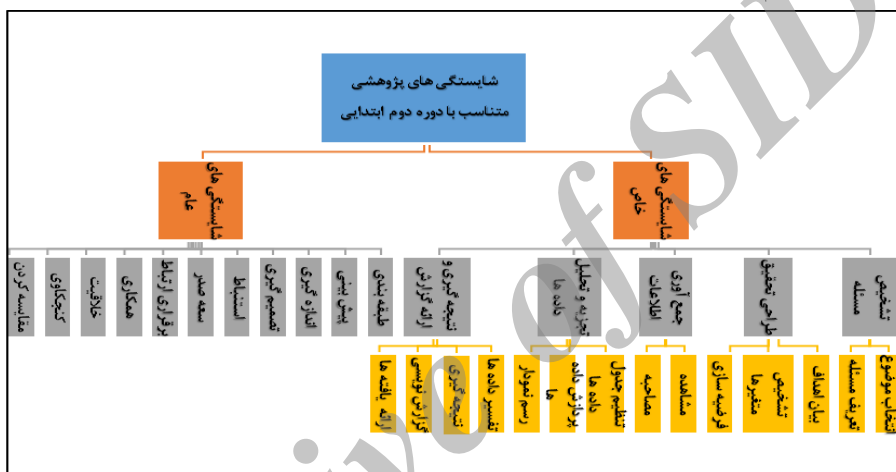 شایستگی های پژوهشی
متناسب با دوره دوم ابتدایی
شایستگی های
خاص
شایستگی های
عام
تشخیص
مسئله
طراحی تحقیق
جمع آوری
اطلاعات
تجزیه و تحلیل
داده ها
نتیجه گیری و
ارائه گزارش
طبقه بندی
پیش بینی
اندازه گیری
تصمیم گیری
استنباط
سعه صدر
برقراری ارتباط
همکاری
خلاقیت
کنجکاوی
مقایسه کردن
انتخاب موضوع
تعریف مسئله
بیان اهداف
تشخیص
متغیرها
فرضیه سازی
مشاهده
مصاحبه
تنظیم جدول
داده ها
پردازش داده
ها
رسم نمودار
تفسیر داده ها
نتیجه گیری
گزارش نویسی
ارائه یافته ها
ive of SID